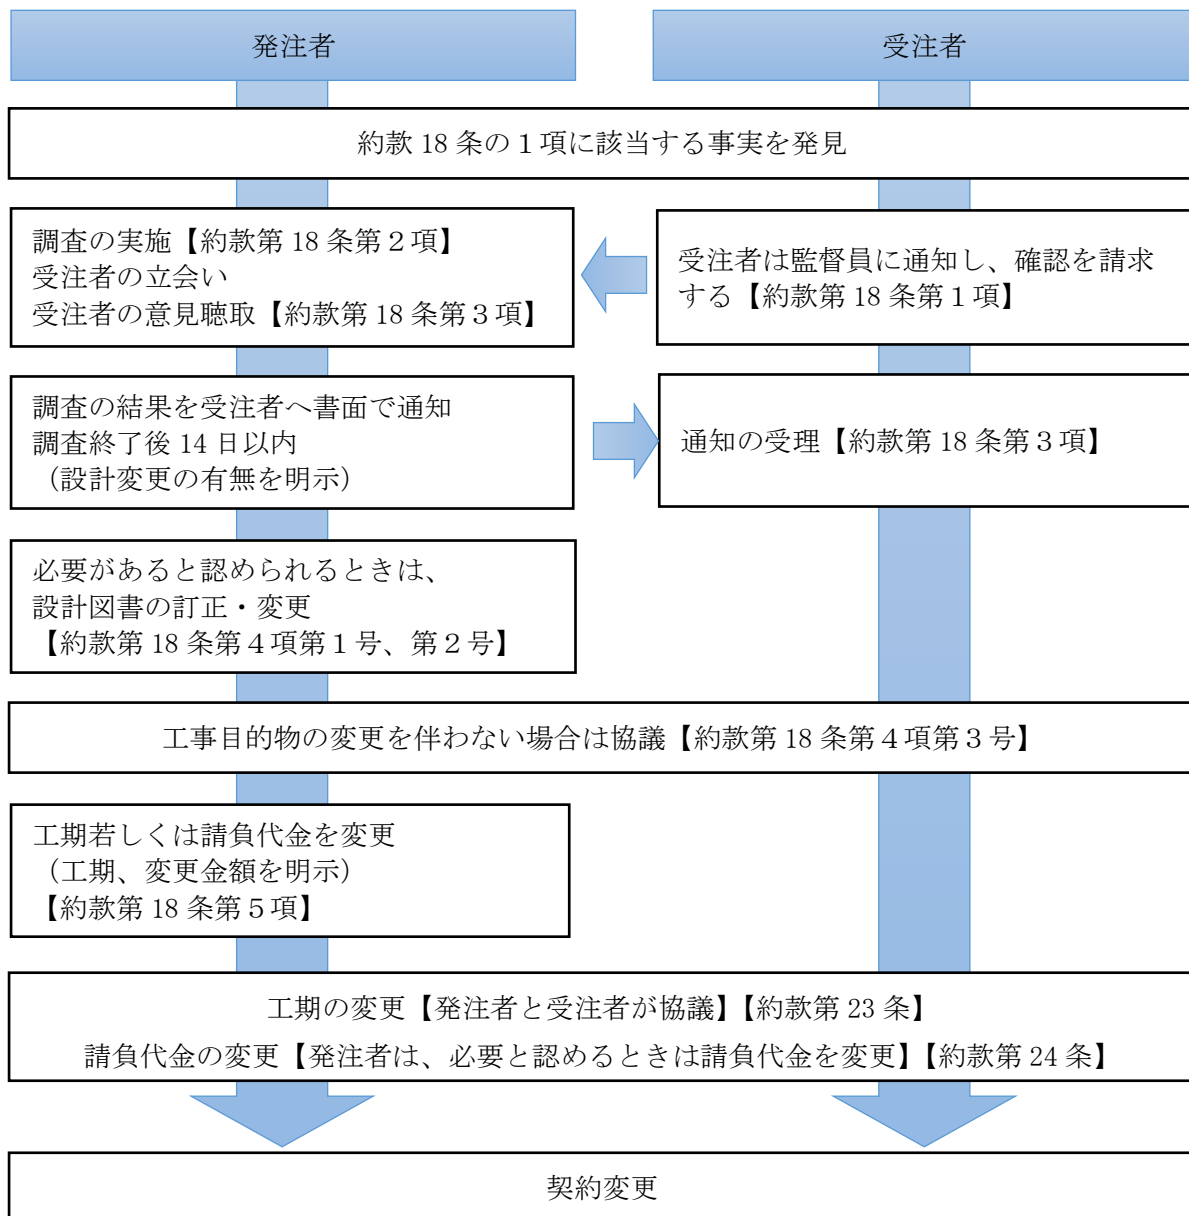 発注者
受注者
約款 18 条の１項に該当する事実を発見
調査の実施【約款第 18 条第２項】
受注者の立会い
受注者の意見聴取【約款第 18 条第３項】
受注者は監督員に通知し、確認を請求
する【約款第 18 条第１項】
調査の結果を受注者へ書面で通知
調査終了後 14 日以内
（設計変更の有無を明示）
通知の受理【約款第 18 条第３項】
必要があると認められるときは、
設計図書の訂正・変更
【約款第 18 条第４項第１号、第２号】
工事目的物の変更を伴わない場合は協議【約款第 18 条第４項第３号】
工期若しくは請負代金を変更
（工期、変更金額を明示）
【約款第 18 条第５項】
工期の変更【発注者と受注者が協議】【約款第 23 条】
請負代金の変更【発注者は、必要と認めるときは請負代金を変更】【約款第 24 条】
契約変更